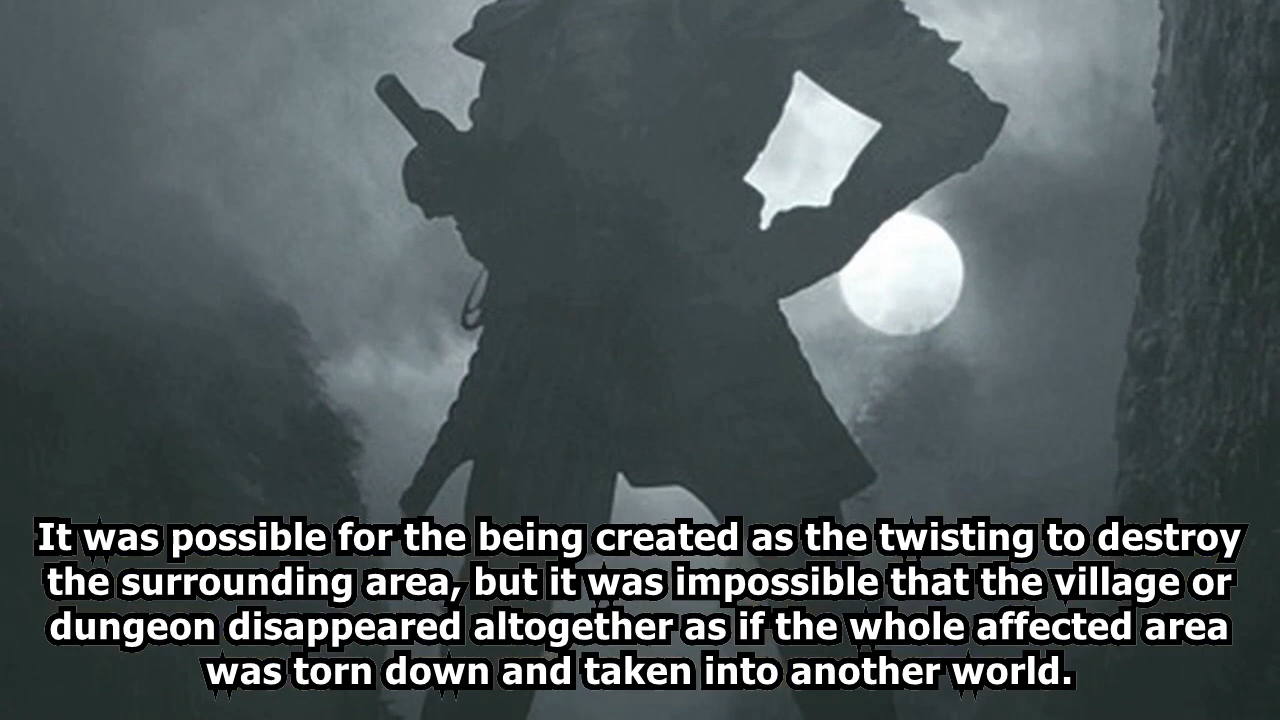 It was possible for the being created as the twisting to destroy
the surrounding area, but it was impossible that the village or
dungeon disappeared altogether as if the whole affected area
was torn down and taken into another world.